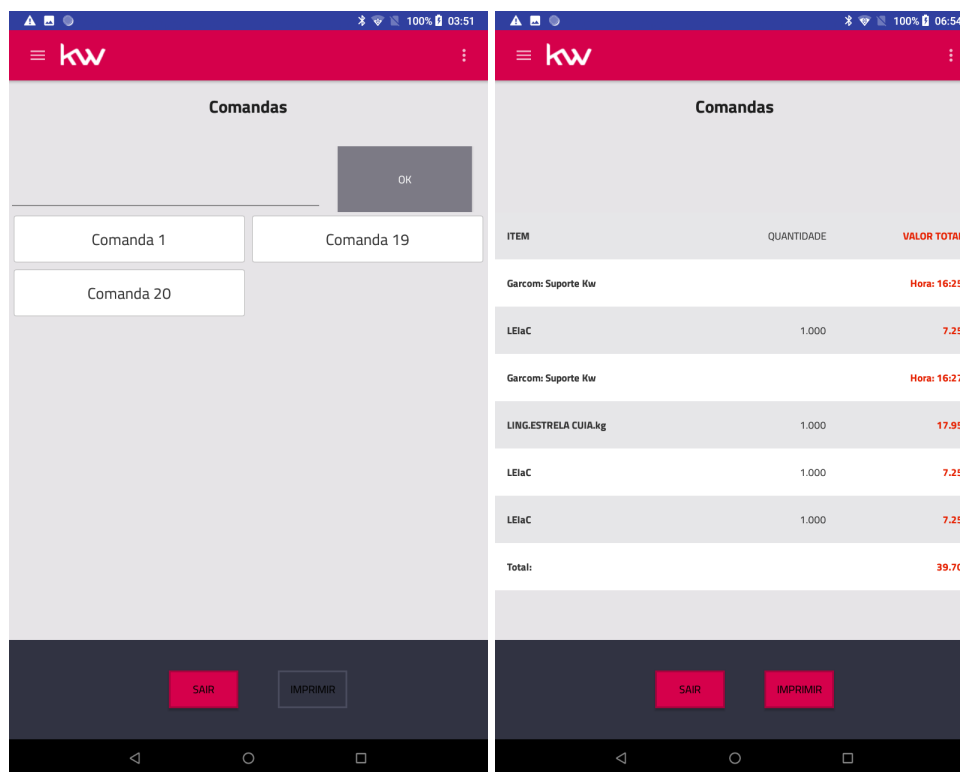 100% 03:51
kw
Comandas
OK
Comanda 1 Comanda 19
Comanda 20
SAIR IMPRIMIR
100% 06:54
kw
Comandas
ITEM QUANTIDADE VALOR TOTAL
Garcom: Suporte Kw Hora: 16:25
LEIaC 1.000 7.25
Garcom: Suporte Kw Hora: 16:27
LING.ESTRELA CUIA.kg 1.000 17.95
LEIaC 1.000 7.25
LEIaC 1.000 7.25
Total: 39.70
SAIR IMPRIMIR